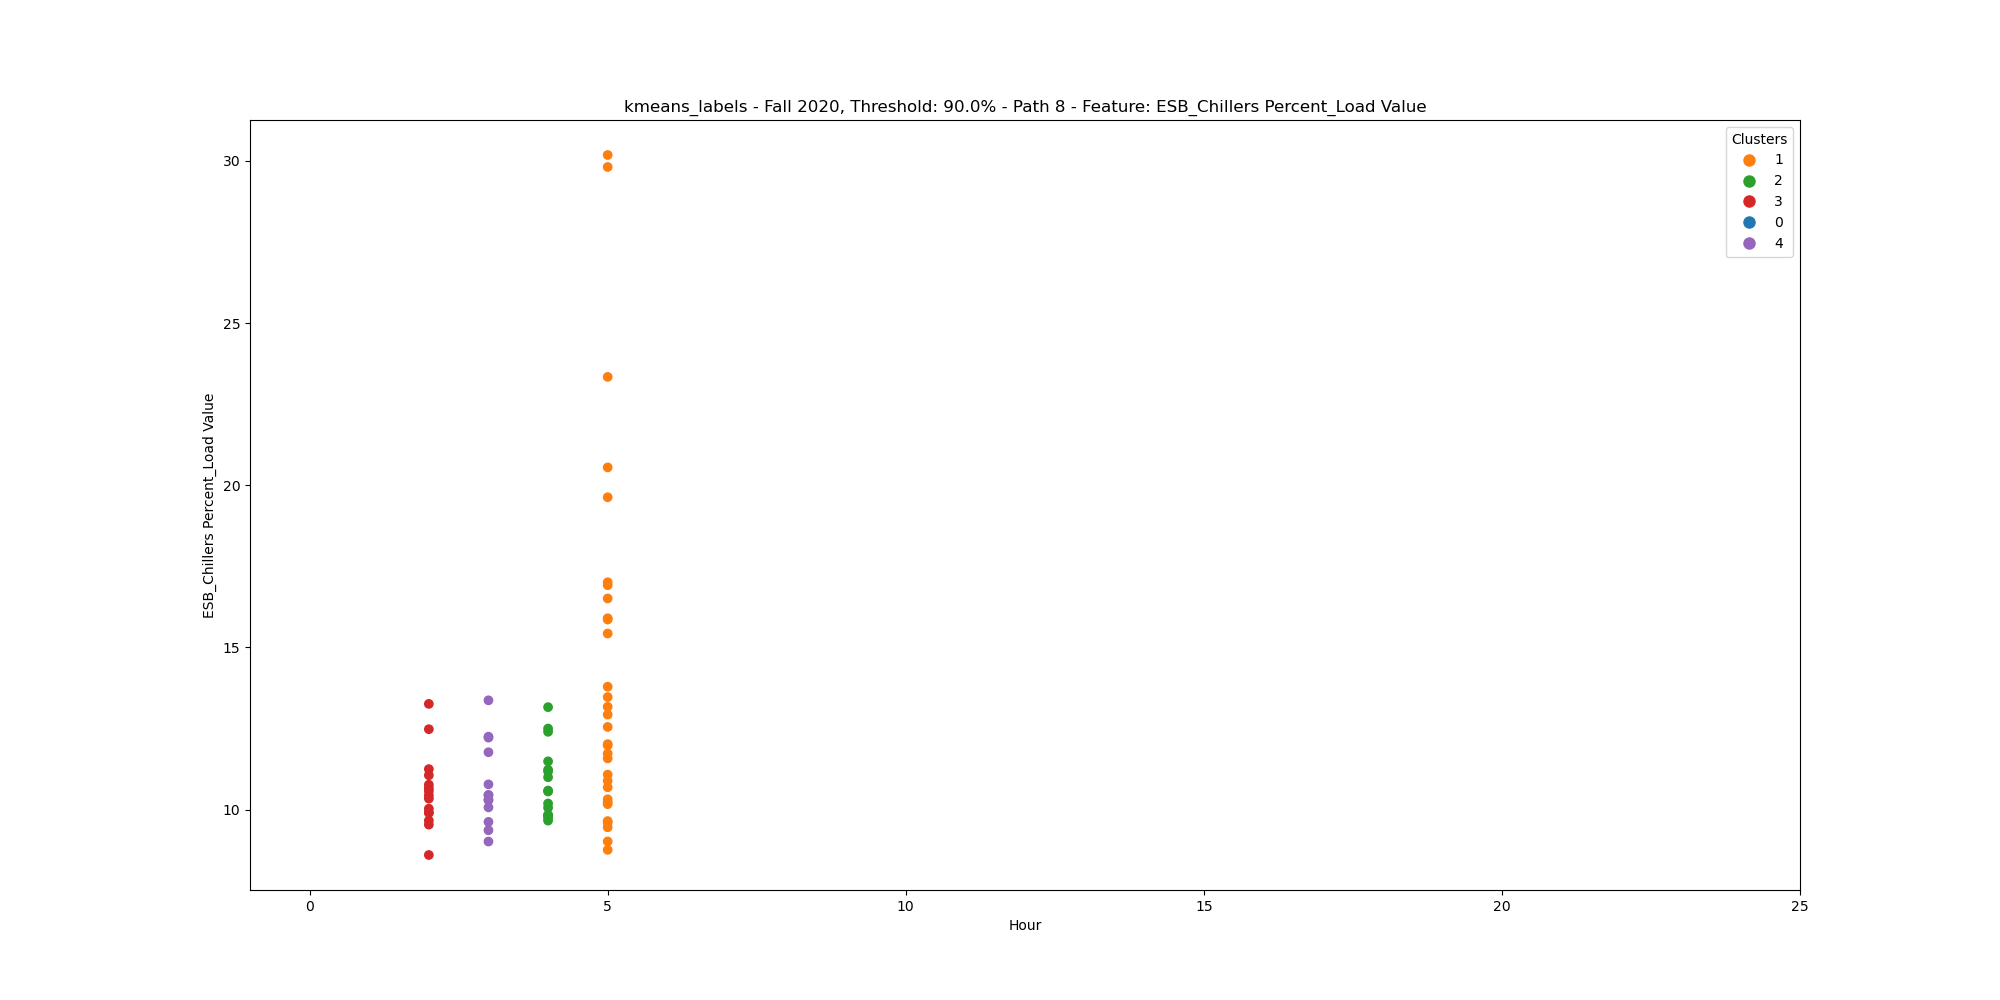 kmeans_labels - Fall 2020, Threshold: 90.0% - Path 8 - Feature: ESB_Chillers Percent_Load Value
Clusters
1
2
3
0
4
30
25
20
15
10
ESB_Chillers Percent_Load Value
0 5 10 15 20 25
Hour